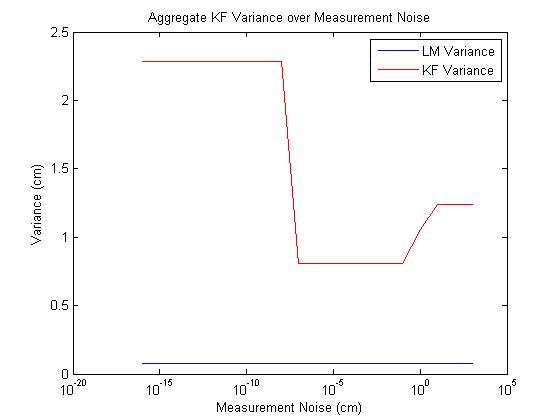 Aggregate KF Variance over Measurement Noise
LM Variance
KF Variance
2.5
2
1.5
1
0.5
0
Variance (cm)
10^-20
10^-15
10^-10
10^-5
10^0
10^5
Measurement Noise (cm)